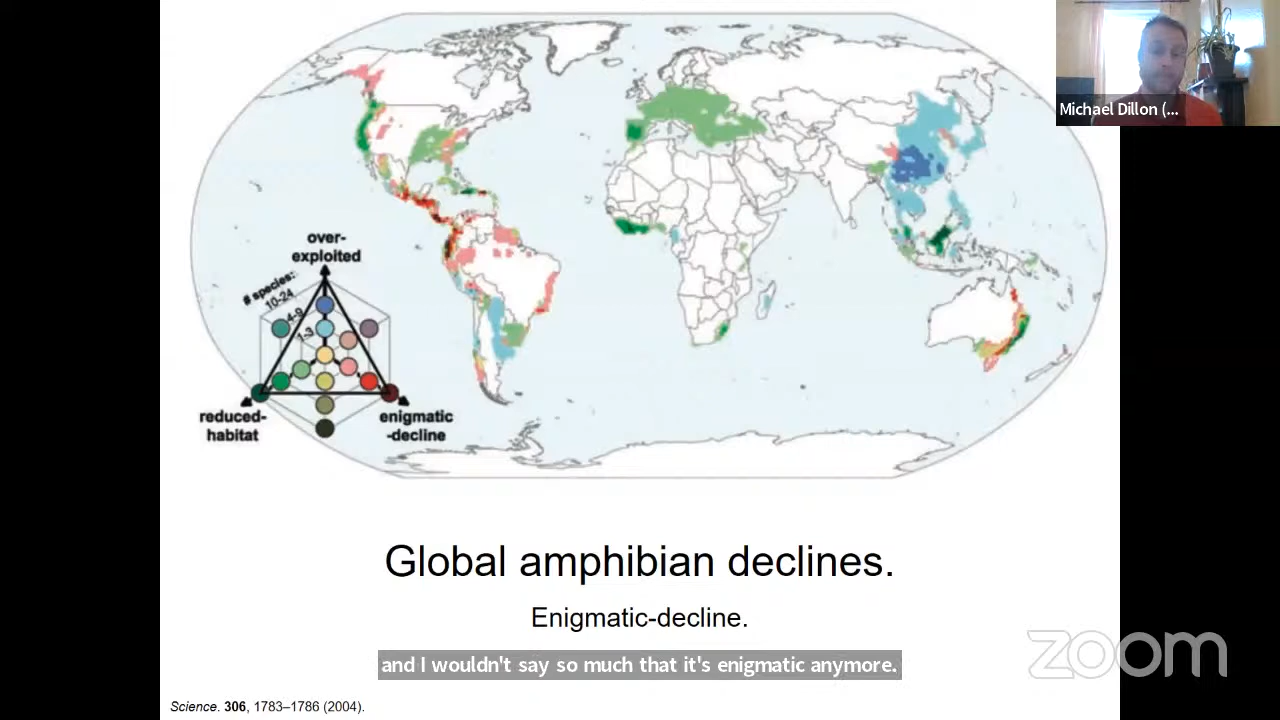 Michael Dillon (...
over-
exploited
# species:
10-24
4-9
1-3
reduced-
habitat
enigmatic
-decline
Global amphibian declines.
Enigmatic-decline.
and I wouldn't say so much that it's enigmatic anymore.
zoom
Science. 306, 1783–1786 (2004).